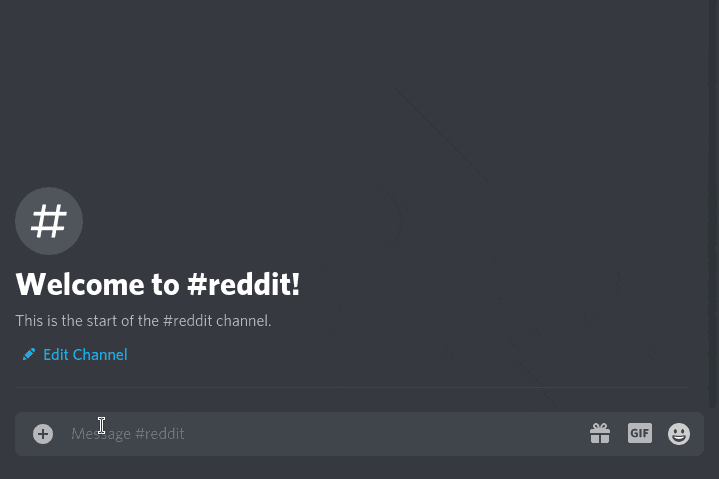 #
Welcome to #reddit!
This is the start of the #reddit channel.
Edit Channel
Message #reddit
GIF